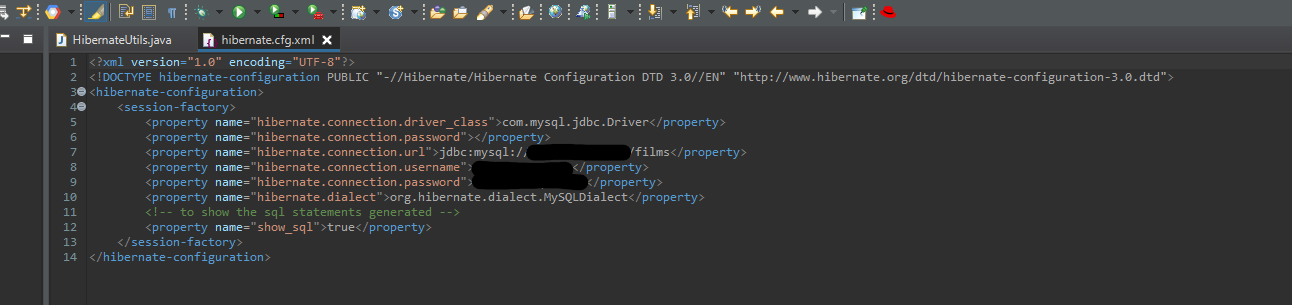 HibernateUtils.java
hibernate.cfg.xml
1 <?xml version="1.0" encoding="UTF-8"?>
2 <!DOCTYPE hibernate-configuration PUBLIC "-//Hibernate/Hibernate Configuration DTD 3.0//EN" "http://www.hibernate.org/dtd/hibernate-configuration-3.0.dtd">
3 <hibernate-configuration>
4 <session-factory>
5 <property name="hibernate.connection.driver_class">com.mysql.jdbc.Driver</property>
6 <property name="hibernate.connection.password"></property>
7 <property name="hibernate.connection.url">jdbc:mysql:// /films</property>
8 <property name="hibernate.connection.username"> </property>
9 <property name="hibernate.connection.password"> </property>
10 <property name="hibernate.dialect">org.hibernate.dialect.MySQLDialect</property>
11 <!-- to show the sql statements generated -->
12 <property name="show_sql">true</property>
13 </session-factory>
14 </hibernate-configuration>